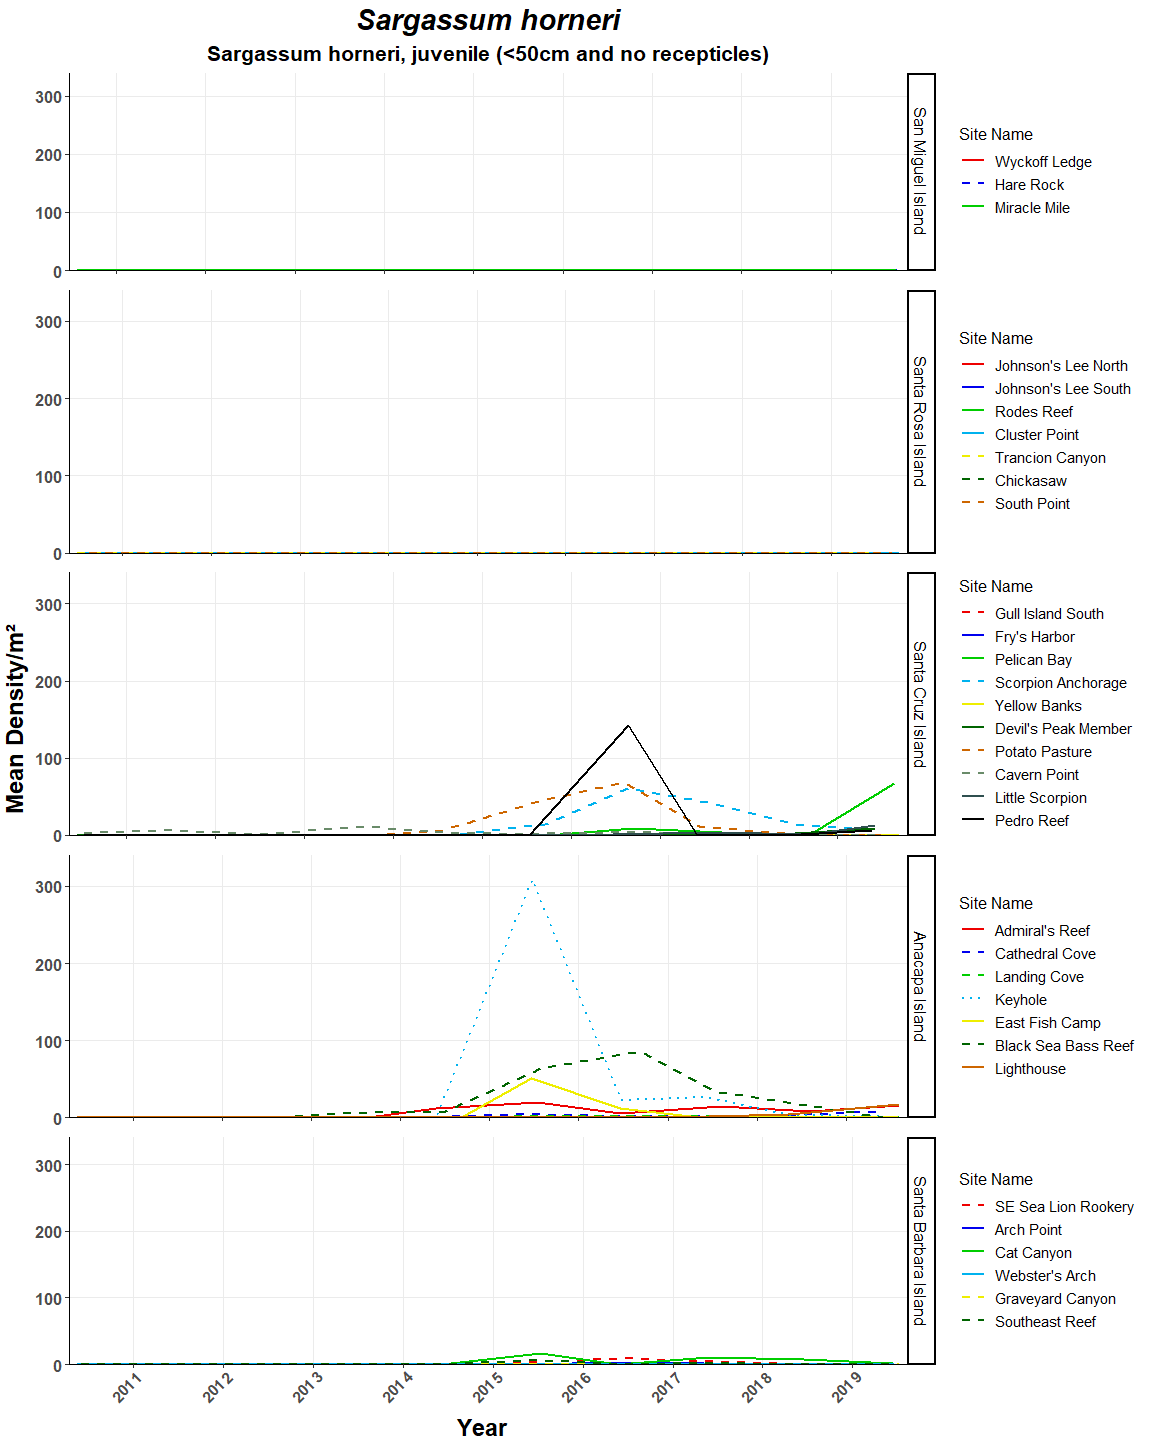 Sargassum horneri
Sargassum horneri, juvenile (<50cm and no recepticles)
Mean Density/m²
300
200
100
0
San Miguel Island
Site Name
Wyckoff Ledge
Hare Rock
Miracle Mile
300
200
100
0
Santa Rosa Island
Site Name
Johnson's Lee North
Johnson's Lee South
Rodes Reef
Cluster Point
Trancion Canyon
Chickasaw
South Point
300
200
100
0
Santa Cruz Island
Site Name
Gull Island South
Fry's Harbor
Pelican Bay
Scorpion Anchorage
Yellow Banks
Devil's Peak Member
Potato Pasture
Cavern Point
Little Scorpion
Pedro Reef
300
200
100
0
Anacapa Island
Site Name
Admiral's Reef
Cathedral Cove
Landing Cove
Keyhole
East Fish Camp
Black Sea Bass Reef
Lighthouse
300
200
100
0
Santa Barbara Island
Site Name
SE Sea Lion Rookery
Arch Point
Cat Canyon
Webster's Arch
Graveyard Canyon
Southeast Reef
2011 2012 2013 2014 2015 2016 2017 2018 2019
Year